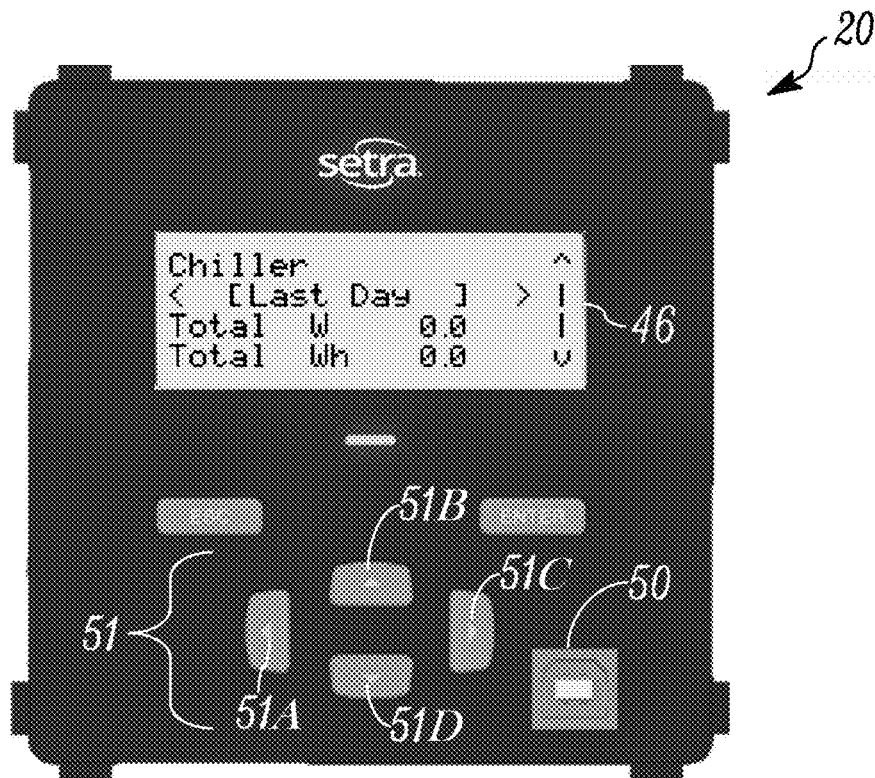 20
setra
Chiller ^
< [Last Day ] > |
Total W 0.0 |
Total Wh 0.0 v
46
51B
51C
50
51
51A
51D